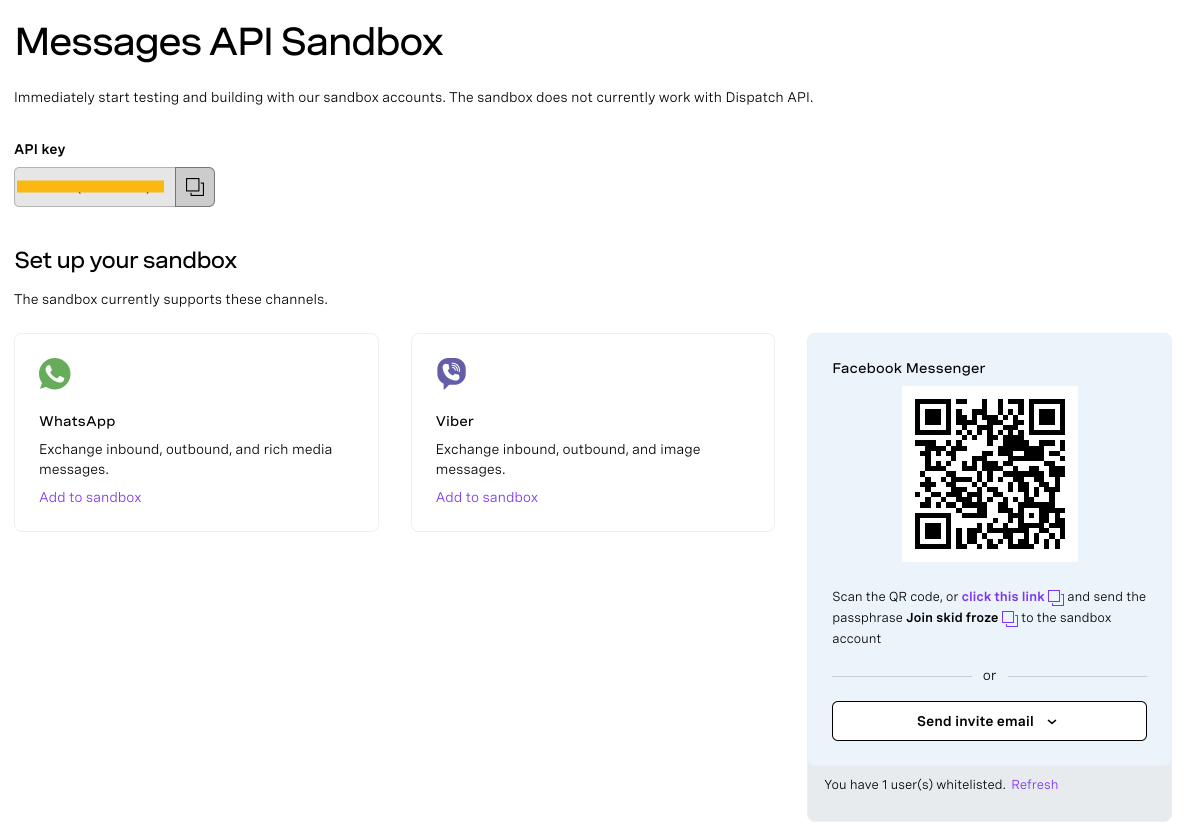 Messages API Sandbox
Immediately start testing and building with our sandbox accounts. The sandbox does not currently work with Dispatch API.
API key
Set up your sandbox
The sandbox currently supports these channels.
WhatsApp
Exchange inbound, outbound, and rich media
messages.
Add to sandbox
Viber
Exchange inbound, outbound, and image
messages.
Add to sandbox
Facebook Messenger
Scan the QR code, or click this link and send the
passphrase Join skid froze to the sandbox
account
or
Send invite email
You have 1 user(s) whitelisted. Refresh